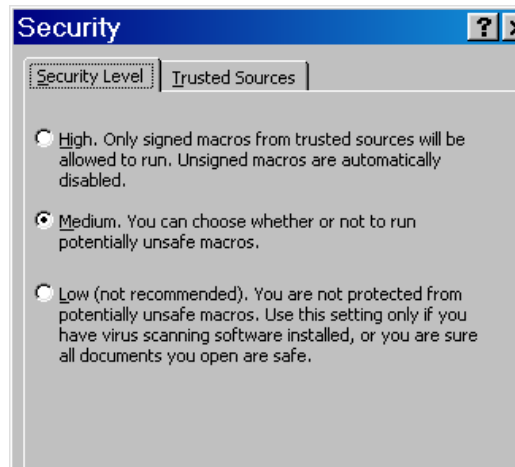 Security
?
Security Level Trusted Sources
High. Only signed macros from trusted sources will be
allowed to run. Unsigned macros are automatically
disabled.
Medium. You can choose whether or not to run
potentially unsafe macros.
Low (not recommended). You are not protected from
potentially unsafe macros. Use this setting only if you
have virus scanning software installed, or you are sure
all documents you open are safe.